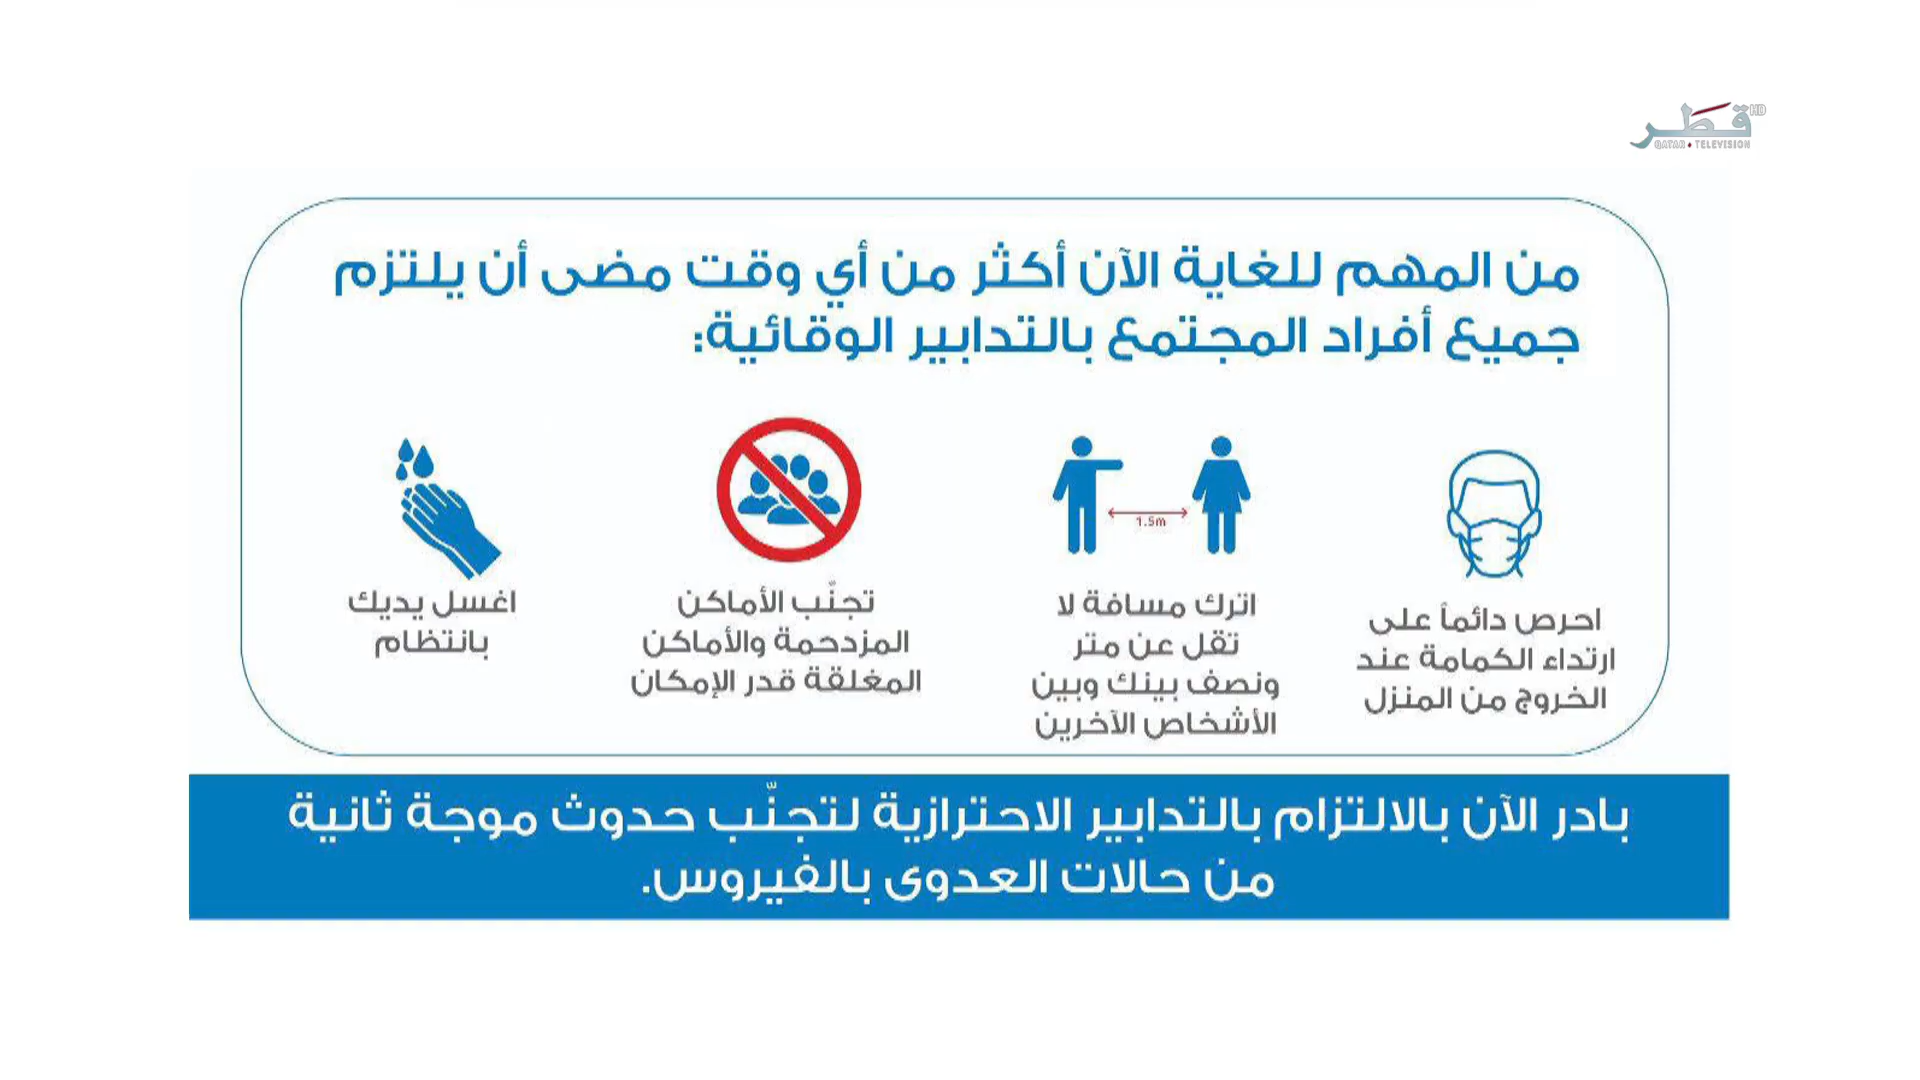 قطر HD
QATAR TELEVISION
من المهم للغاية الآن أكثر من أي وقت مضى أن يلتزم
جميع أفراد المجتمع بالتدابير الوقائية:
1.5m
احرص دائماً على
ارتداء الكمامة عند
الخروج من المنزل
اترك مسافة لا
تقل عن متر
ونصف بينك وبين
الأشخاص الآخرين
تجنّب الأماكن
المزدحمة والأماكن
المغلقة قدر الإمكان
اغسل يديك
بانتظام
بادر الآن بالالتزام بالتدابير الاحترازية لتجنّب حدوث موجة ثانية
من حالات العدوى بالفيروس.